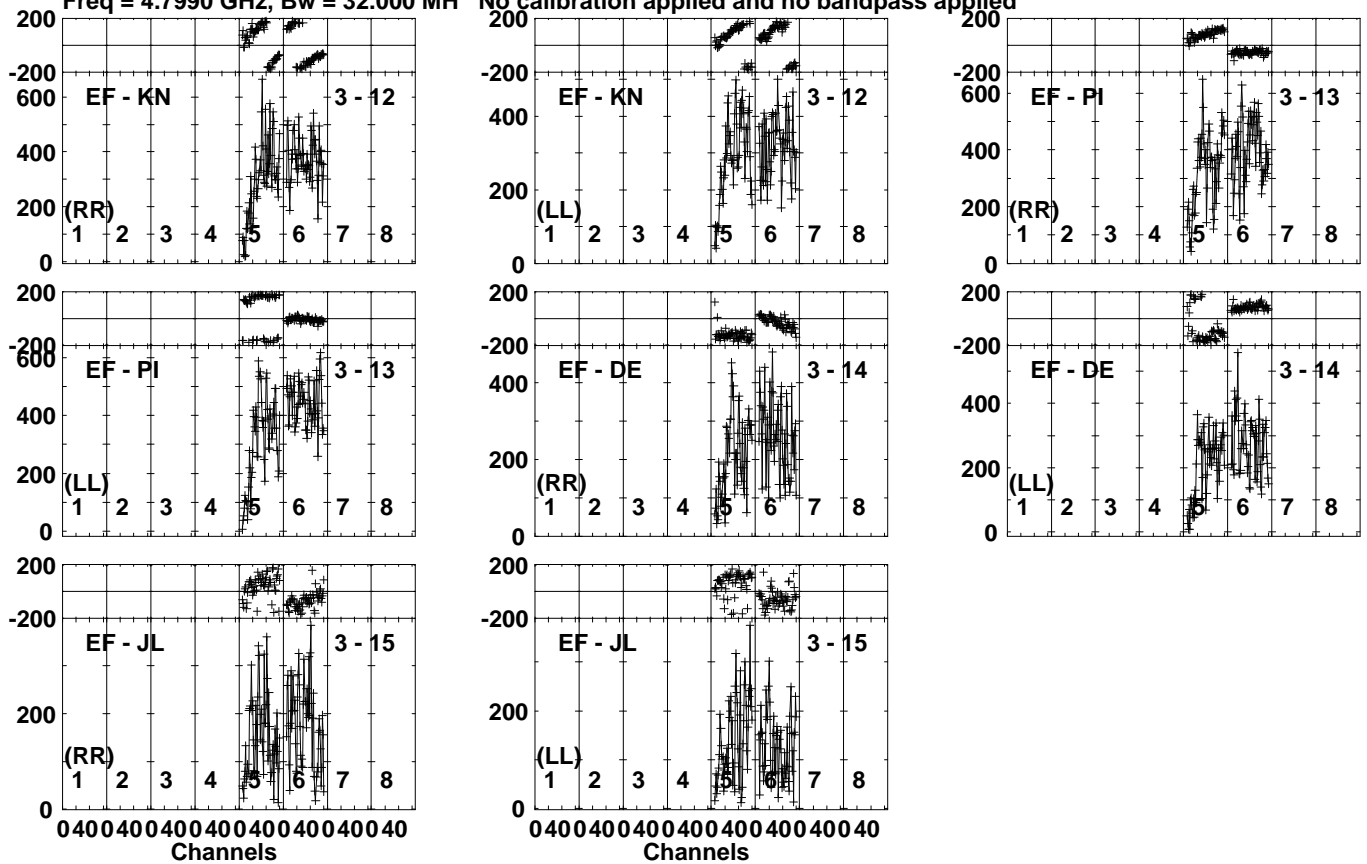 Freq = 4.7990 GHz, Bw = 32.000 MH No calibration applied and no bandpass applied
200
-200
EF - KN 3 - 12
600
400
200
(RR)
1 2 3 4 5 6 7 8
0
200
-200
EF - KN 3 - 12
400
200
(LL)
1 2 3 4 5 6 7 8
0
200
-200
EF - PI 3 - 13
600
400
200
(RR)
1 2 3 4 5 6 7 8
0
200
-200
600
EF - PI 3 - 13
400
200
(LL)
1 2 3 4 5 6 7 8
0
200
-200
EF - DE 3 - 14
400
200
(RR)
1 2 3 4 5 6 7 8
0
200
-200
EF - DE 3 - 14
400
200
(LL)
1 2 3 4 5 6 7 8
0
200
-200
EF - JL 3 - 15
200
(RR)
1 2 3 4 5 6 7 8
0
0 40 0 40 0 40 0 40 0 40 0 40 0 40 0 40
Channels
200
-200
EF - JL 3 - 15
200
(LL)
1 2 3 4 5 6 7 8
0
0 40 0 40 0 40 0 40 0 40 0 40 0 40 0 40
Channels